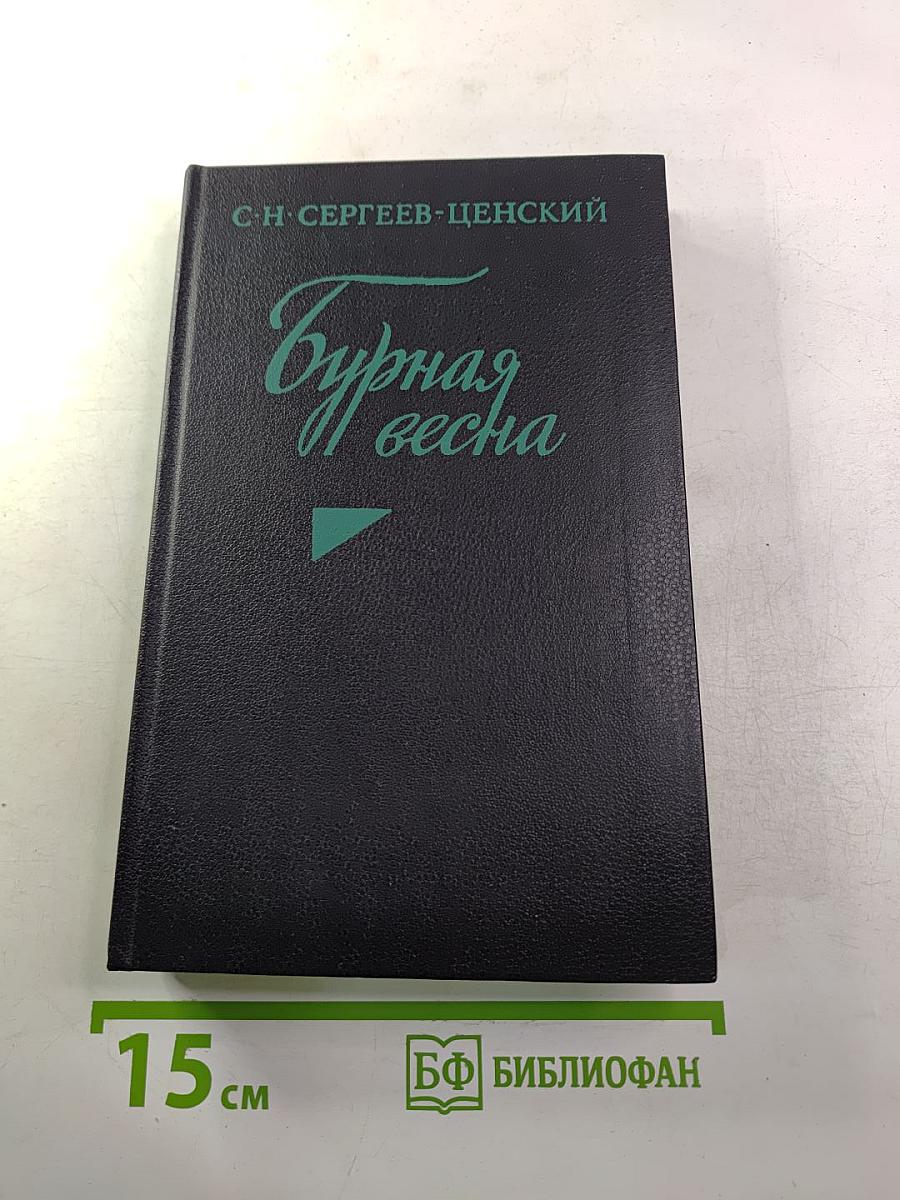 С·Н·СЕРГЕЕВ-ЦЕНСКИЙ
Бурная
весна
15 см
БФ БИБЛИОФАН